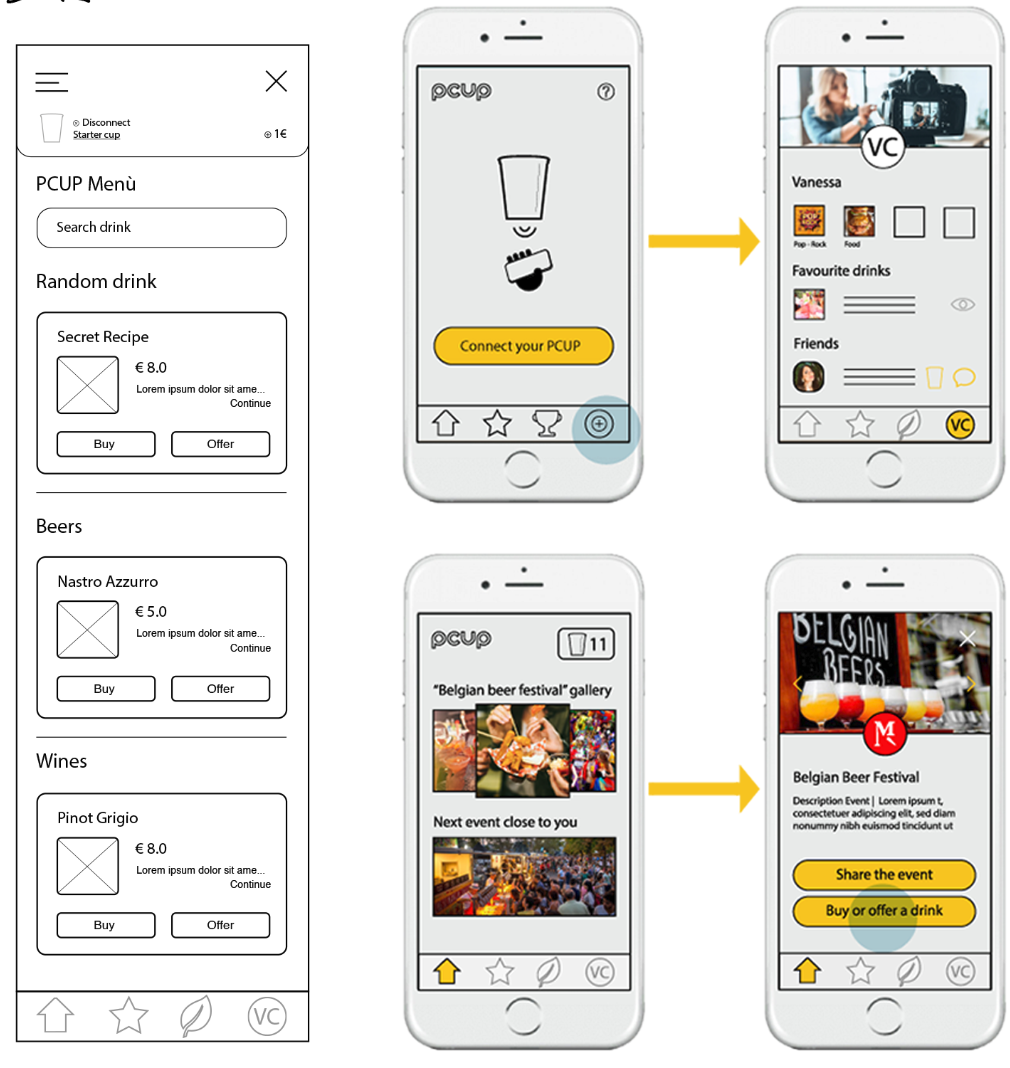 Disconnect
Starter cup
1€
PCUP Menù
Search drink
Random drink
Secret Recipe
€ 8.0
Lorem ipsum dolor sit ame...
Continue
Buy
Offer
Beers
Nastro Azzurro
€ 5.0
Lorem ipsum dolor sit ame...
Continue
Buy
Offer
Wines
Pinot Grigio
€ 8.0
Lorem ipsum dolor sit ame...
Continue
Buy
Offer
VC
pcup
?
Connect your PCUP
VC
Vanessa
Pop - Rock
Food
Favourite drinks
Friends
VC
pcup
11
"Belgian beer festival" gallery
Next event close to you
VC
BELGIAN
BEERS
M
Belgian Beer Festival
Description Event | Lorem ipsum t,
consectetuer adipiscing elit, sed diam
nonummy nibh euismod tincidunt ut
Share the event
Buy or offer a drink
VC